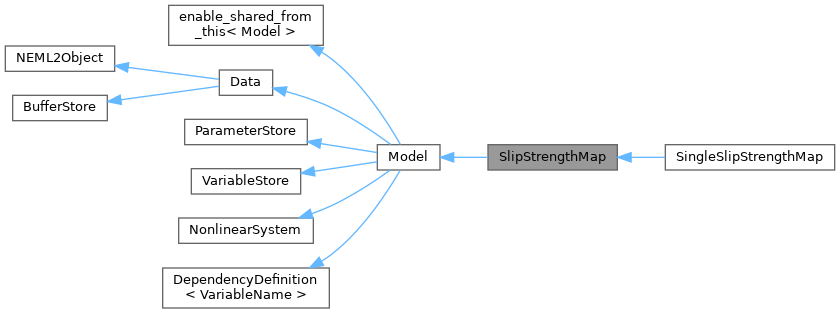 enable_shared_from
_this< Model >
NEML2Object
Data
BufferStore
ParameterStore
Model
SlipStrengthMap
SingleSlipStrengthMap
VariableStore
NonlinearSystem
DependencyDefinition
< VariableName >